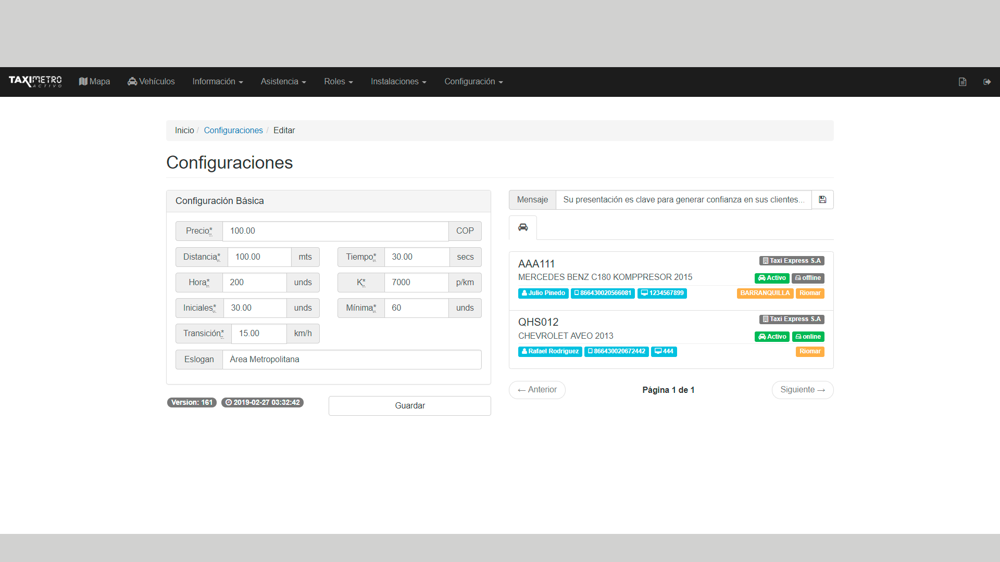 TAXIMETRO
ACTIVO
Mapa
Vehículos
Información
Asistencia
Roles
Instalaciones
Configuración
Inicio / Configuraciones / Editar
Configuraciones
Configuración Básica
Precio* 100.00 COP
Distancia* 100.00 mts
Tiempo* 30.00 secs
Hora* 200 unds
K* 7000 p/km
Iniciales* 30.00 unds
Mínima* 60 unds
Transición* 15.00 km/h
Eslogan Área Metropolitana
Version: 161 2019-02-27 03:32:42
Guardar
Mensaje Su presentación es clave para generar confianza en sus clientes...
AAA111 Taxi Express S.A
MERCEDES BENZ C180 KOMPPRESOR 2015 Activo offline
Julio Pinedo 866430020566081 1234567899 BARRANQUILLA Riomar
QHS012 Taxi Express S.A
CHEVROLET AVEO 2013 Activo online
Rafael Rodriguez 866430020672442 444 Riomar
← Anterior Página 1 de 1 Siguiente →